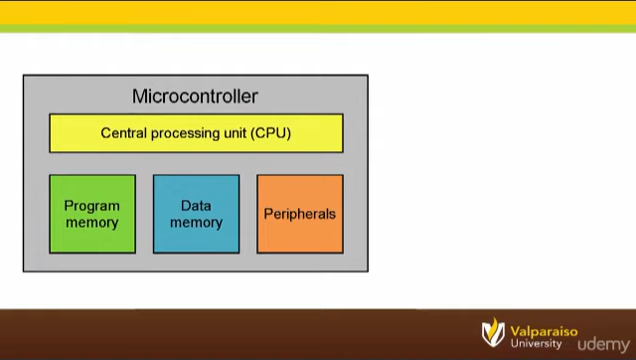 Microcontroller
Central processing unit (CPU)
Program
memory
Data
memory
Peripherals
Valparaiso
University
udemy